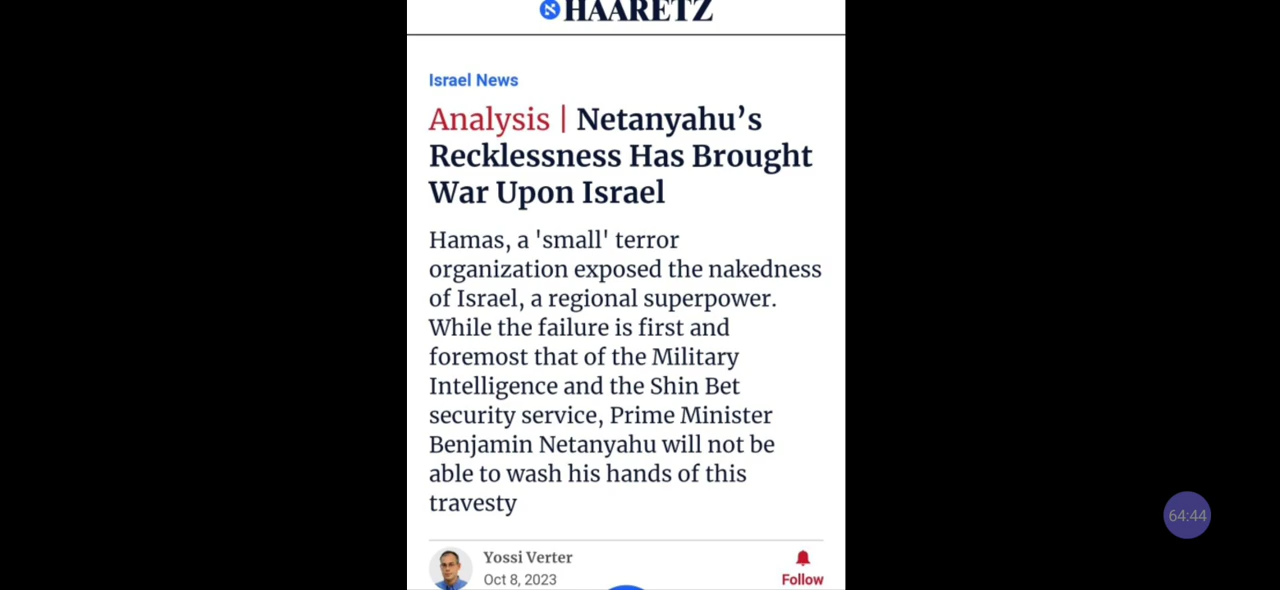 HAARETZ
Israel News
Analysis | Netanyahu’s
Recklessness Has Brought
War Upon Israel
Hamas, a 'small' terror
organization exposed the nakedness
of Israel, a regional superpower.
While the failure is first and
foremost that of the Military
Intelligence and the Shin Bet
security service, Prime Minister
Benjamin Netanyahu will not be
able to wash his hands of this
travesty
Yossi Verter
Oct 8, 2023
Follow
64:44